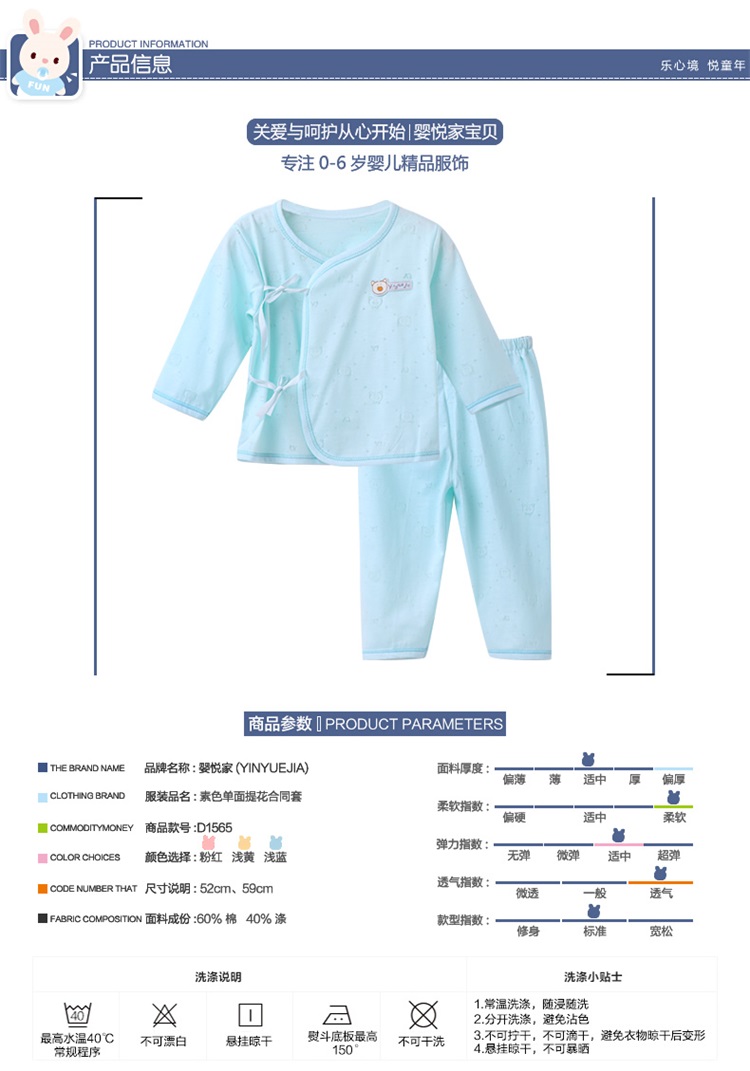 PRODUCT INFORMATION
产品信息
乐心境 悦童年
FUN
关爱与呵护从心开始|婴悦家宝贝
专注 0-6 岁婴儿精品服饰
商品参数 PRODUCT PARAMETERS
THE BRAND NAME 品牌名称 : 婴悦家 (YINYUEJIA)
CLOTHING BRAND 服装品名 : 素色单面提花合同套
COMMODITYMONEY 商品款号 :D1565
COLOR CHOICES 颜色选择 : 粉红 浅黄 浅蓝
CODE NUMBER THAT 尺寸说明 : 52cm、59cm
FABRIC COMPOSITION 面料成份 :60% 棉 40% 涤
面料厚度 :
偏薄 薄 适中 厚 偏厚
柔软指数 :
偏硬 适中 柔软
弹力指数 :
无弹 微弹 适中 超弹
透气指数 :
微透 一般 透气
款型指数 :
修身 标准 宽松
洗涤说明
40
最高水温40℃
常规程序
不可漂白
悬挂晾干
熨斗底板最高
150°
不可干洗
洗涤小贴士
1.常温洗涤，随浸随洗
2.分开洗涤，避免沾色
3.不可拧干，不可滴干，避免衣物晾干后变形
4.悬挂晾干，不可暴晒